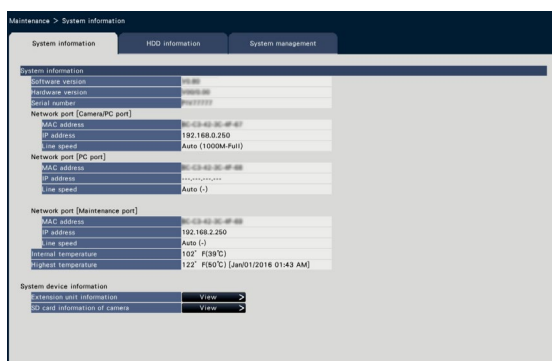 Maintenance > System information
System information HDD information System management
System information
Software version
Hardware version
Serial number
Network port [Camera/PC port]
MAC address
IP address 192.168.0.250
Line speed Auto (1000M-Full)
Network port [PC port]
MAC address
IP address ---.---.---.---
Line speed Auto (-)
Network port [Maintenance port]
MAC address
IP address 192.168.2.250
Line speed Auto (-)
Internal temperature 102° F(39℃)
Highest temperature 122° F(50℃) [Jan/01/2016 01:43 AM]
System device information
Extension unit information View >
SD card information of camera View >